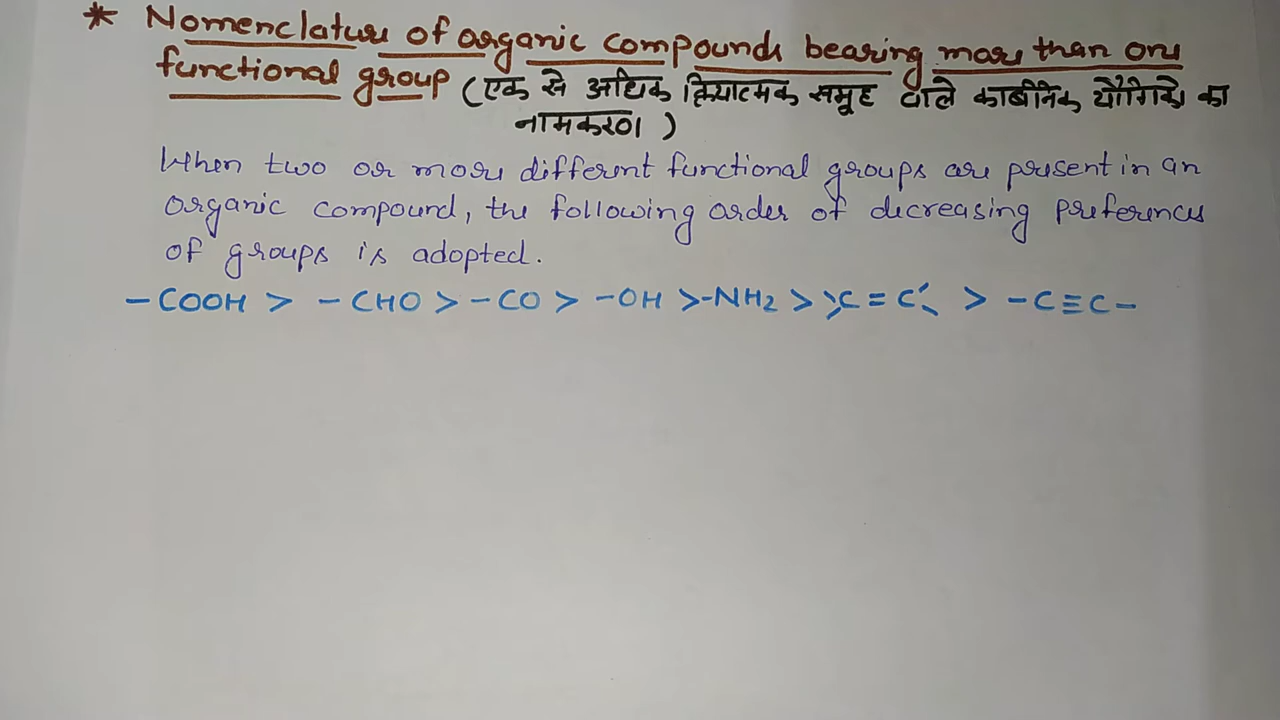 * Nomenclature of organic compounds bearing more than one
functional group (एक से अधिक क्रियात्मक समूह वाले कार्बनिक यौगिकों का
नामकरण।)
When two or more different functional groups are present in an
organic compound, the following order of decreasing preference
of groups is adopted.
-COOH > -CHO > -CO > -OH > -NH₂ > >C=C< > -C≡C-